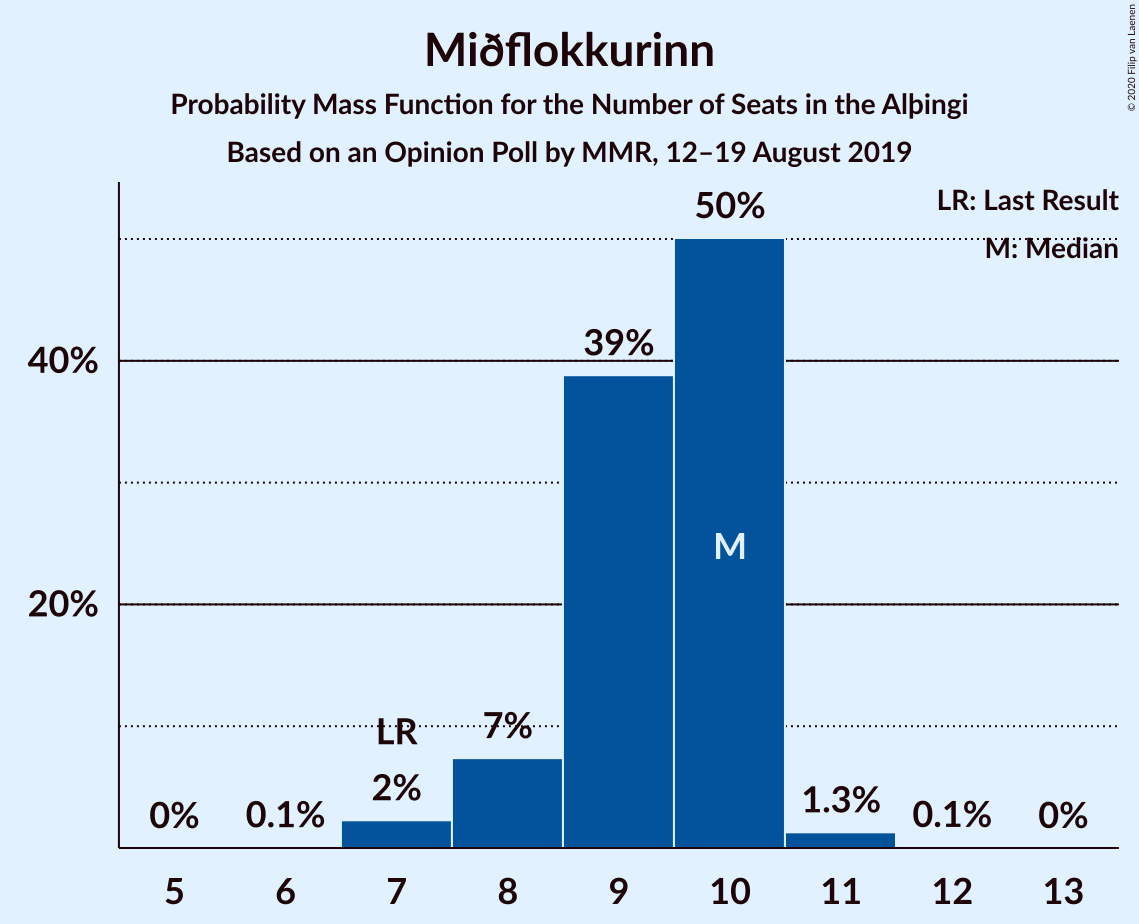 Miðflokkurinn
Probability Mass Function for the Number of Seats in the Alþingi
Based on an Opinion Poll by MMR, 12–19 August 2019
© 2020 Filip van Laenen
LR: Last Result
M: Median
50%
39%
40%
M
20%
LR
7%
2%
0%
0.1%
1.3%
0.1%
0%
5 6 7 8 9 10 11 12 13